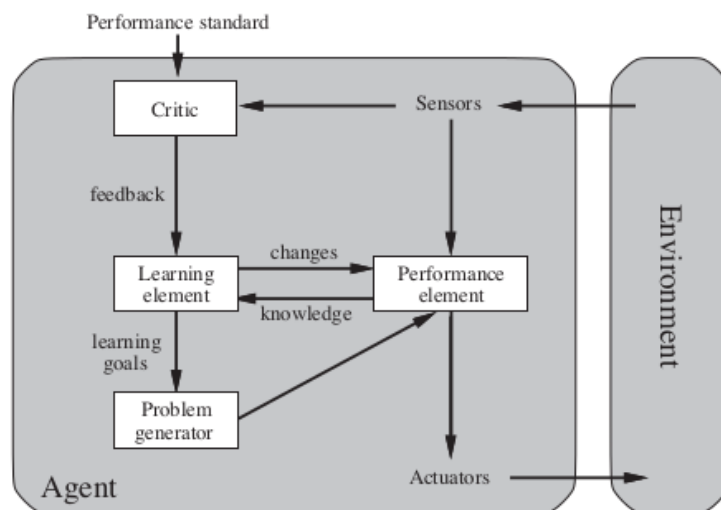 Performance standard
Critic
Sensors
feedback
Learning
element
changes
knowledge
Performance
element
learning
goals
Problem
generator
Agent
Actuators
Environment